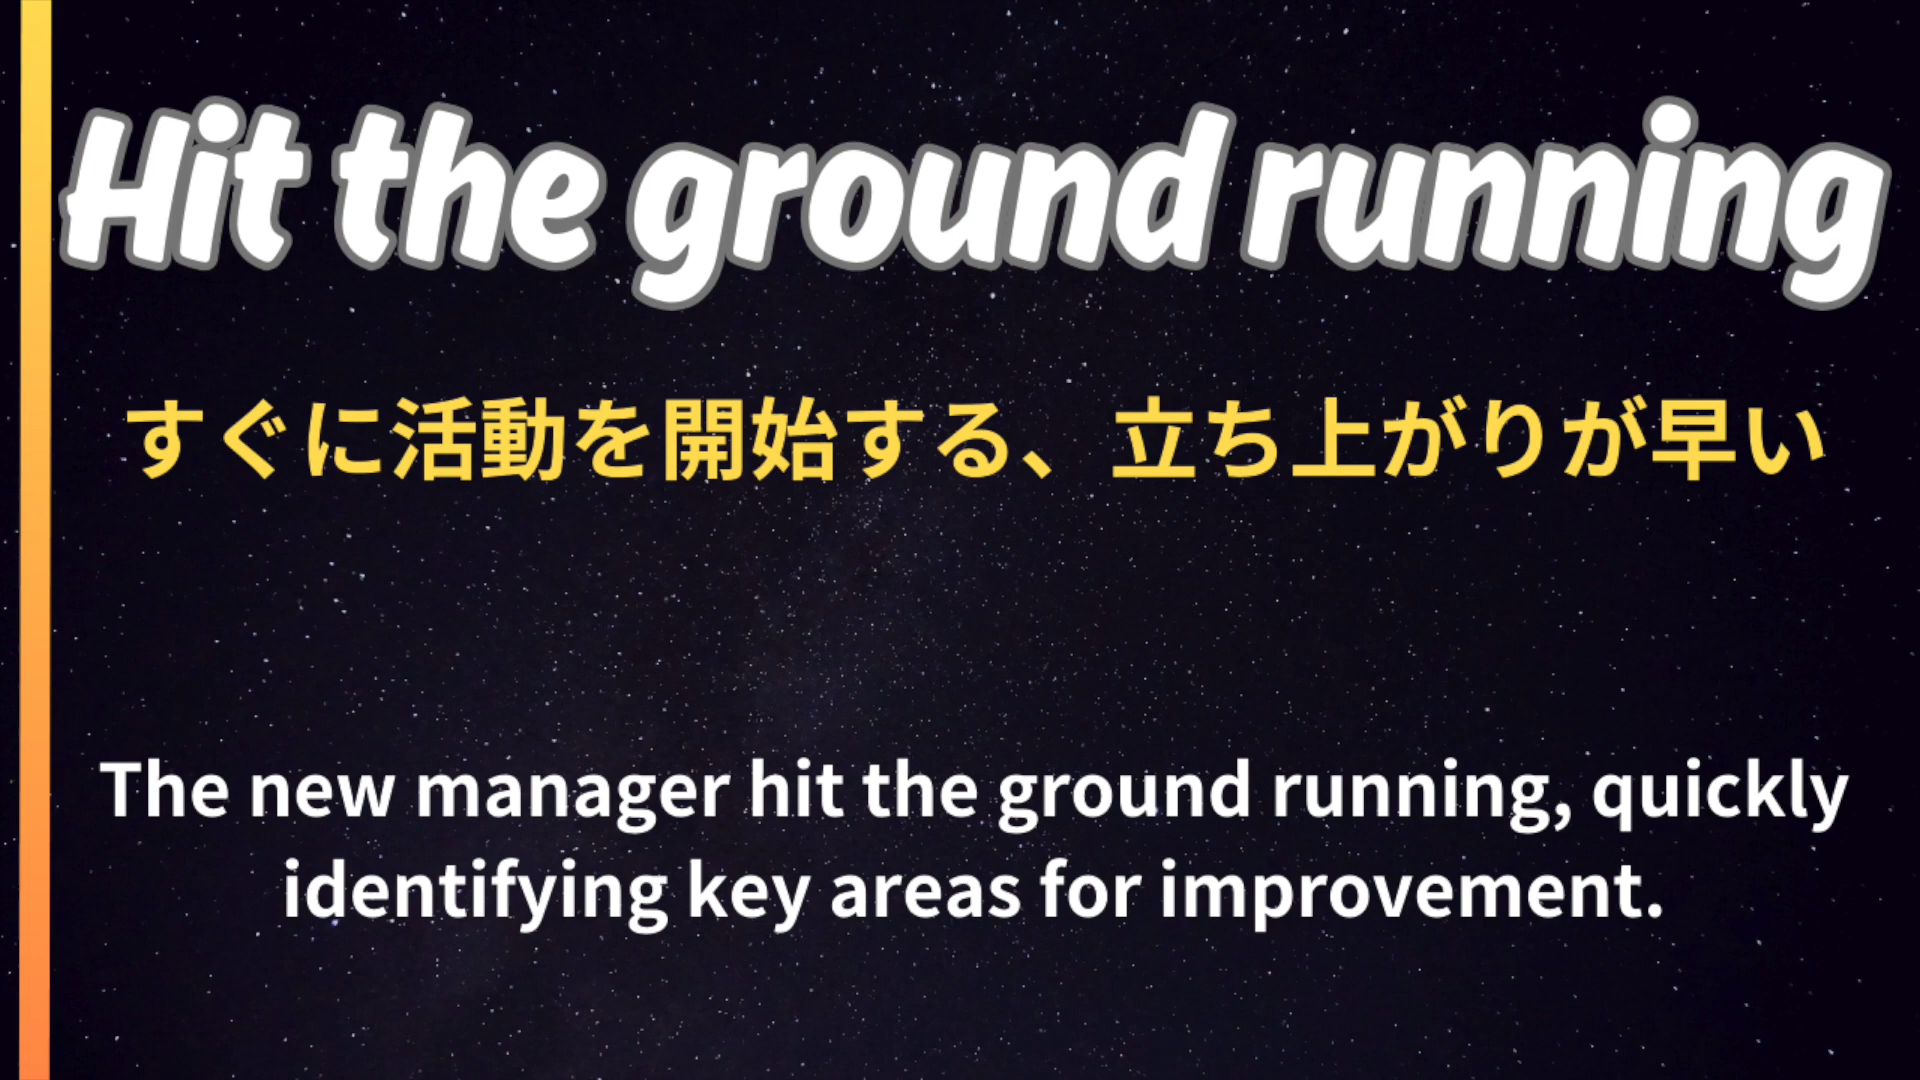 Hit the ground running
すぐに活動を開始する、立ち上がりが早い
The new manager hit the ground running, quickly
identifying key areas for improvement.